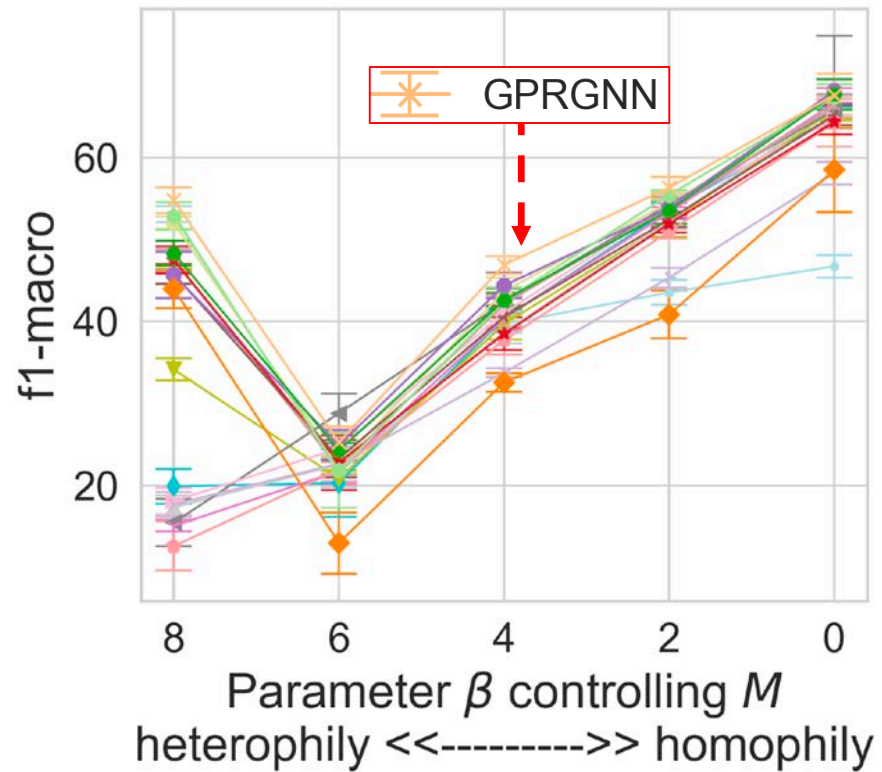 GPRGNN
f1-macro
60
40
20
8 6 4 2 0
Parameter β controlling M
heterophily <<--------->> homophily